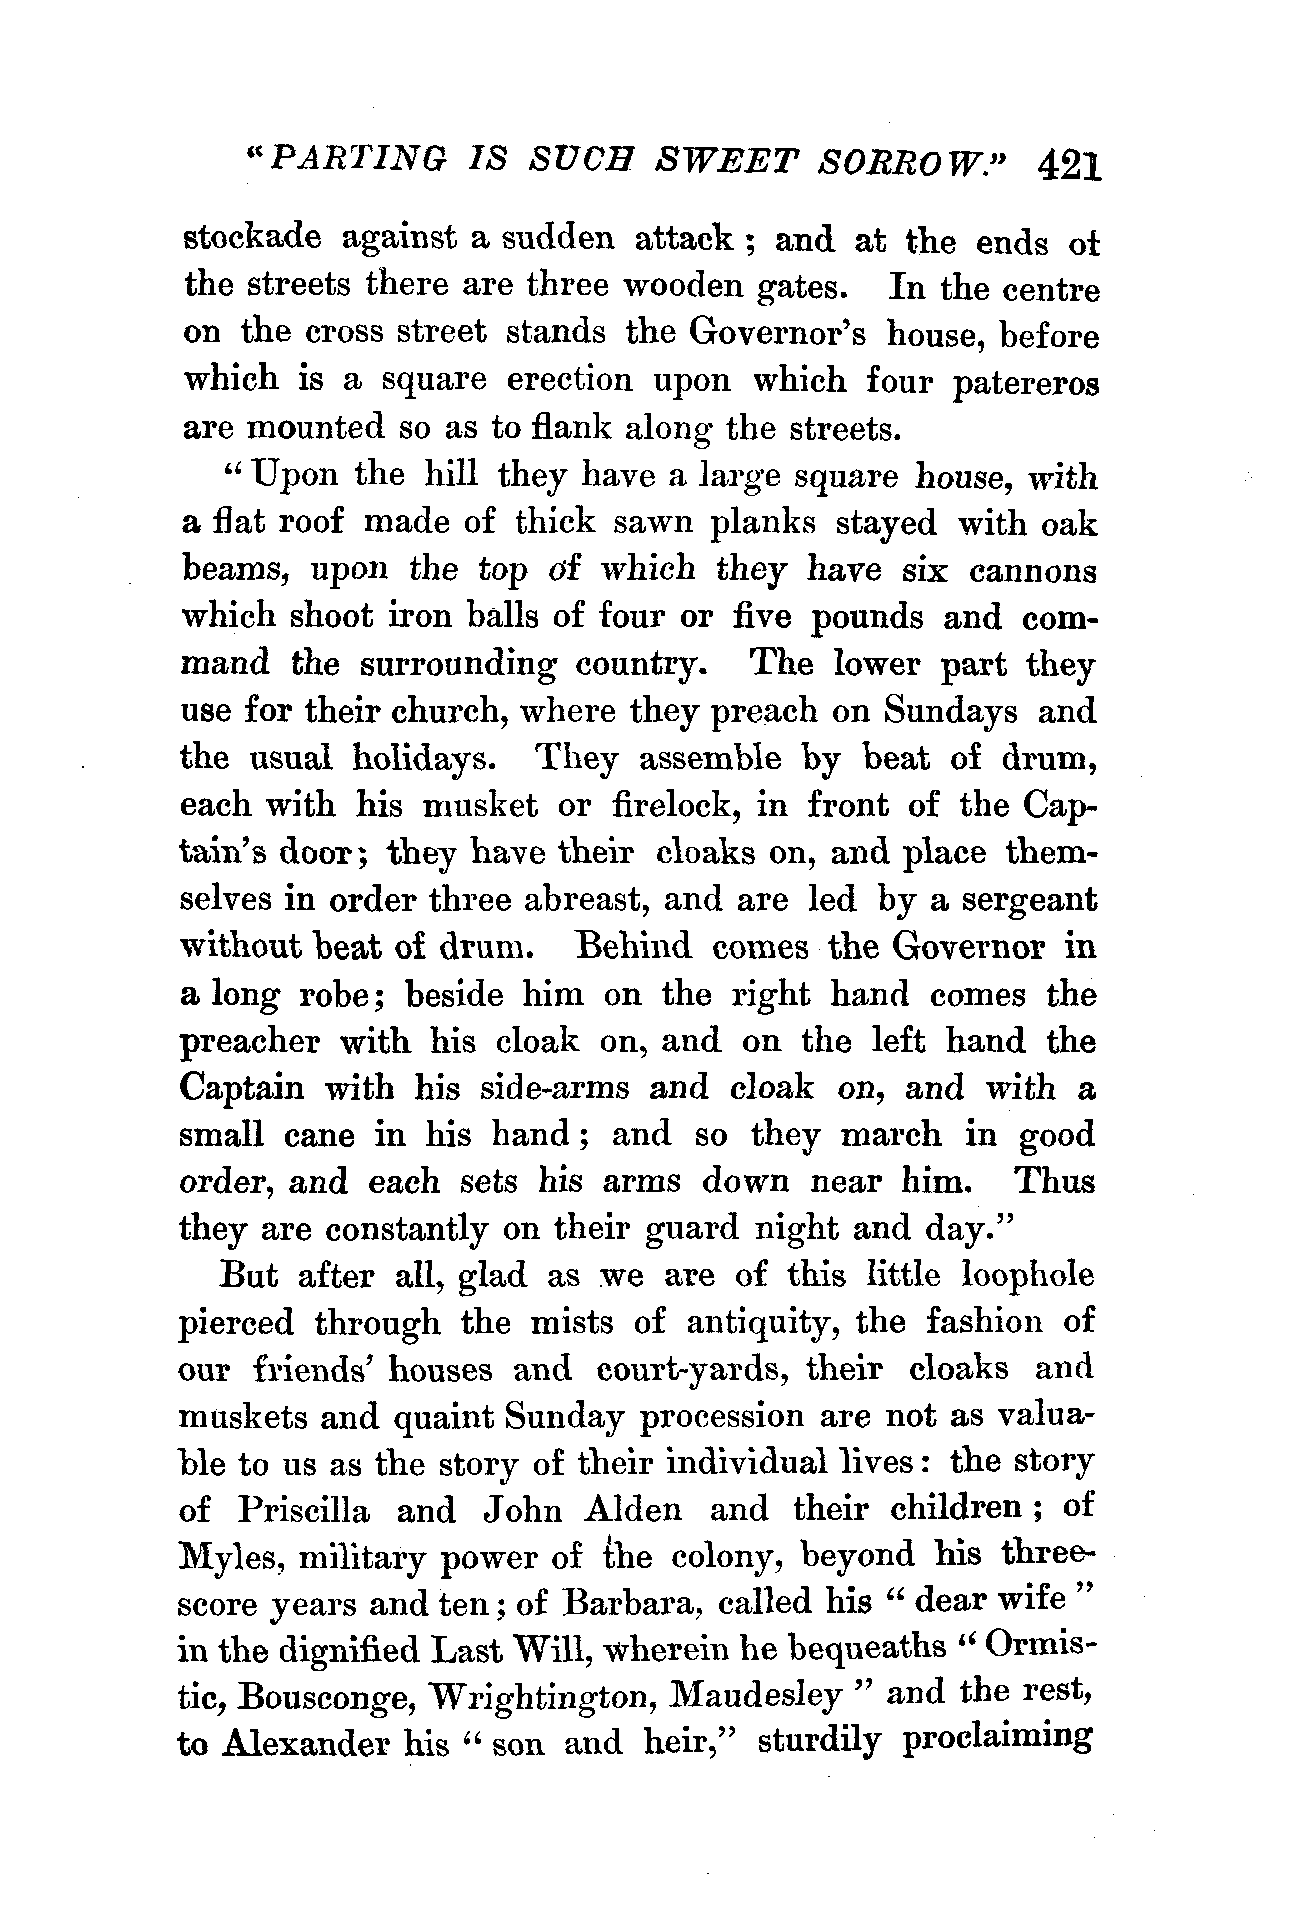 “PARTING IS SUCH SWEET SORROW.” 421
stockade against a sudden attack ; and at the ends of
the streets there are three wooden gates. In the centre
on the cross street stands the Governor’s house, before
which is a square erection upon which four patereros
are mounted so as to flank along the streets.
“Upon the hill they have a large square house, with
a flat roof made of thick sawn planks stayed with oak
beams, upon the top of which they have six cannons
which shoot iron balls of four or five pounds and com-
mand the surrounding country. The lower part they
use for their church, where they preach on Sundays and
the usual holidays. They assemble by beat of drum,
each with his musket or firelock, in front of the Cap-
tain’s door; they have their cloaks on, and place them-
selves in order three abreast, and are led by a sergeant
without beat of drum. Behind comes the Governor in
a long robe; beside him on the right hand comes the
preacher with his cloak on, and on the left hand the
Captain with his side-arms and cloak on, and with a
small cane in his hand ; and so they march in good
order, and each sets his arms down near him. Thus
they are constantly on their guard night and day.”
But after all, glad as we are of this little loophole
pierced through the mists of antiquity, the fashion of
our friends’ houses and court-yards, their cloaks and
muskets and quaint Sunday procession are not as valua-
ble to us as the story of their individual lives : the story
of Priscilla and John Alden and their children ; of
Myles, military power of the colony, beyond his three-
score years and ten ; of Barbara, called his “ dear wife ”
in the dignified Last Will, wherein he bequeaths “ Ormis-
tic, Bousconge, Wrightington, Maudesley ” and the rest,
to Alexander his “ son and heir,” sturdily proclaiming